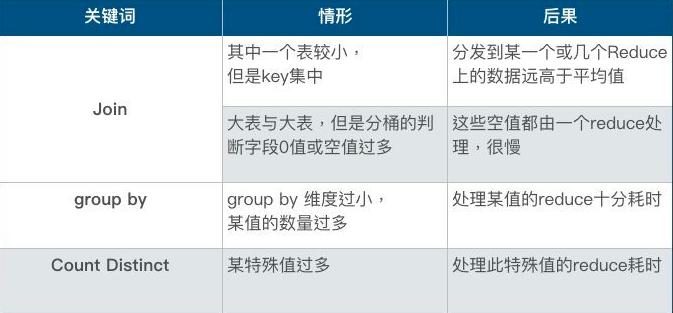 关键词 情形 后果
Join
其中一个表较小，
但是key集中
分发到某一个或几个Reduce
上的数据远高于平均值
大表与大表，但是分桶的判
断字段0值或空值过多
这些空值都由一个reduce处
理，很慢
group by
group by 维度过小，
某值的数量过多
处理某值的reduce十分耗时
Count Distinct
某特殊值过多
处理此特殊值的reduce耗时